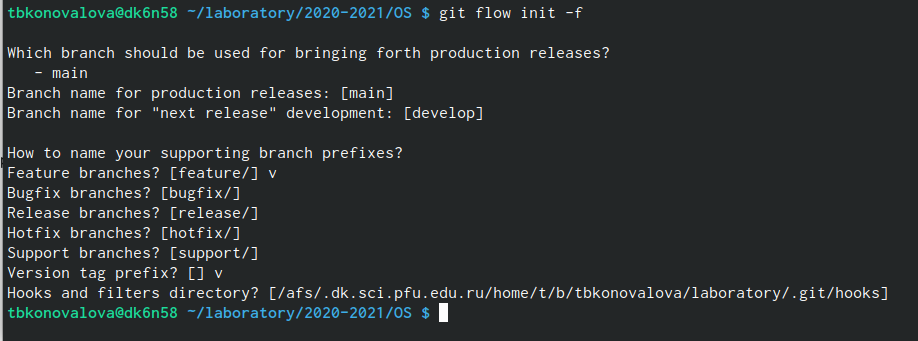 tbkonovalova@dk6n58 ~/laboratory/2020-2021/OS $ git flow init -f
Which branch should be used for bringing forth production releases?
- main
Branch name for production releases: [main]
Branch name for "next release" development: [develop]
How to name your supporting branch prefixes?
Feature branches? [feature/] v
Bugfix branches? [bugfix/]
Release branches? [release/]
Hotfix branches? [hotfix/]
Support branches? [support/]
Version tag prefix? [] v
Hooks and filters directory? [/afs/.dk.sci.pfu.edu.ru/home/t/b/tbkonovalova/laboratory/.git/hooks]
tbkonovalova@dk6n58 ~/laboratory/2020-2021/OS $